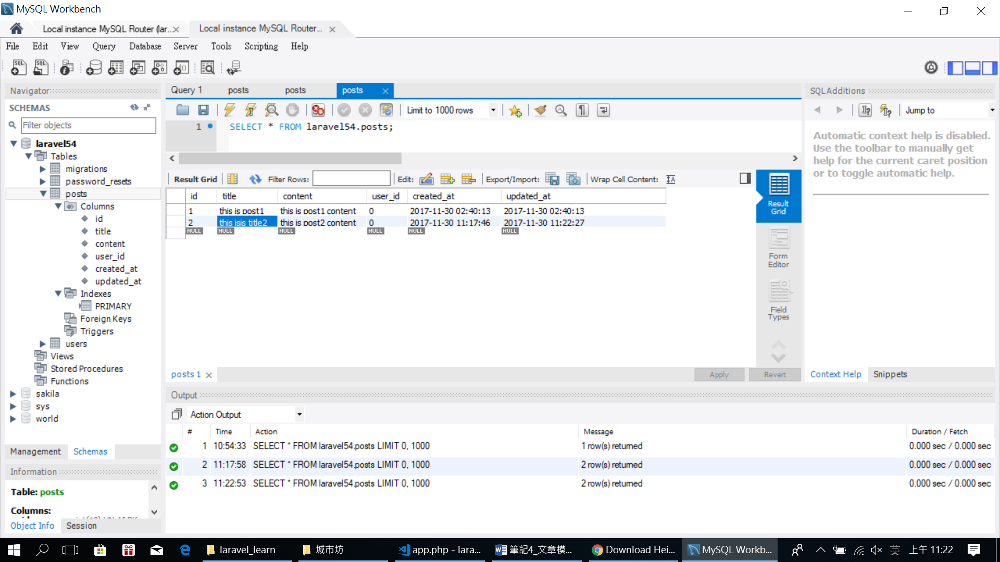 MySQL Workbench
Local instance MySQL Router (lar...
Local instance MySQL Router...
File Edit View Query Database Server Tools Scripting Help
Navigator
SCHEMAS
Filter objects
laravel54
Tables
migrations
password_resets
posts
Columns
id
title
content
user_id
created_at
updated_at
Indexes
PRIMARY
Foreign Keys
Triggers
users
Views
Stored Procedures
Functions
sakila
sys
world
Management Schemas
Information
Table: posts
Columns:
Object Info Session
Query 1 posts posts posts
Limit to 1000 rows
1 SELECT * FROM laravel54.posts;
Result Grid Filter Rows: Edit: Export/Import: Wrap Cell Content:
id title content user_id created_at updated_at
1 this is post1 this is post1 content 0 2017-11-30 02:40:13 2017-11-30 02:40:13
2 this isis title2 this is post2 content 0 2017-11-30 11:17:46 2017-11-30 11:22:27
NULL NULL NULL NULL NULL NULL
Result Grid
Form Editor
Field Types
posts 1 Apply Revert
SQLAdditions
Jump to
Automatic context help is disabled.
Use the toolbar to manually get
help for the current caret position
or to toggle automatic help.
Context Help Snippets
Output
Action Output
# Time Action Message Duration / Fetch
1 10:54:33 SELECT * FROM laravel54.posts LIMIT 0, 1000 1 row(s) returned 0.000 sec / 0.000 sec
2 11:17:58 SELECT * FROM laravel54.posts LIMIT 0, 1000 2 row(s) returned 0.000 sec / 0.000 sec
3 11:22:53 SELECT * FROM laravel54.posts LIMIT 0, 1000 2 row(s) returned 0.000 sec / 0.000 sec
laravel_learn 城市坊 app.php - lara... 筆記4_文章模... Download Hei... MySQL Workb... 英 上午 11:22